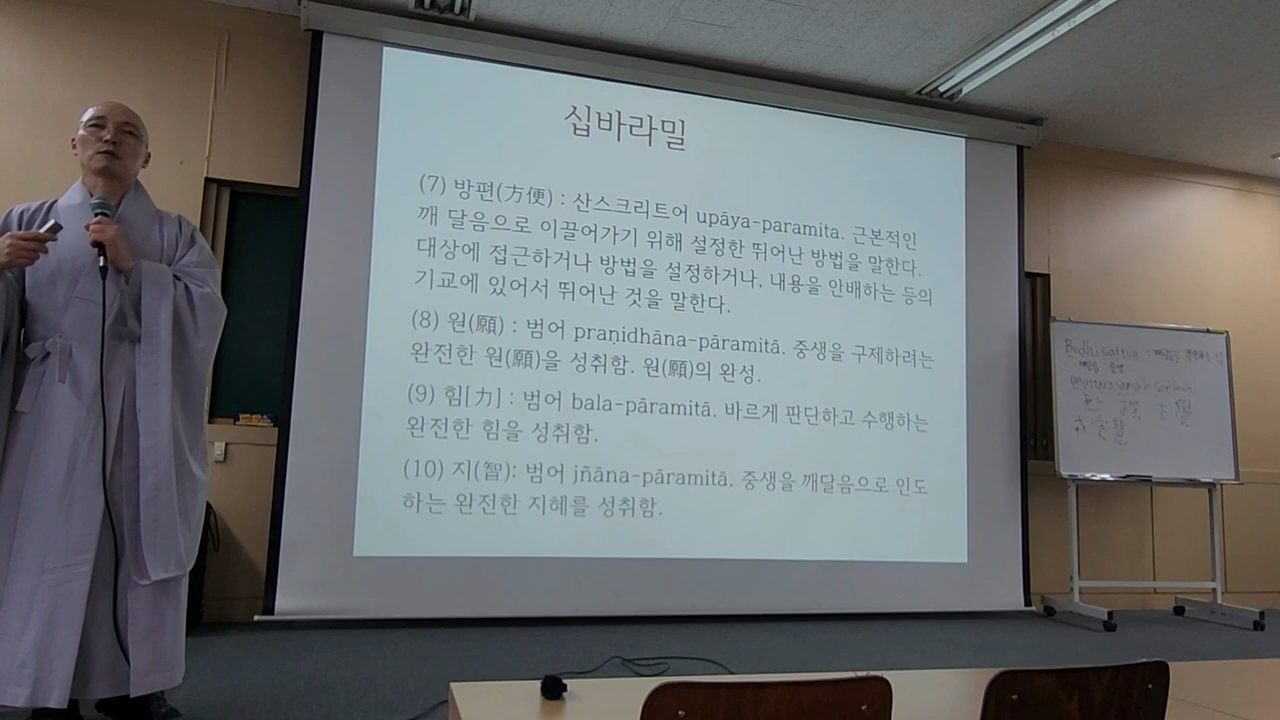 십바라밀
(7) 방편(方便) : 산스크리트어 upāya-paramita. 근본적인
깨 달음으로 이끌어가기 위해 설정한 뛰어난 방법을 말한다.
대상에 접근하거나 방법을 설정하거나, 내용을 안배하는 등의
기교에 있어서 뛰어난 것을 말한다.
(8) 원(願) : 범어 praṇidhāna-pāramitā. 중생을 구제하려는
완전한 원(願)을 성취함. 원(願)의 완성.
(9) 힘[力] : 범어 bala-pāramitā. 바르게 판단하고 수행하는
완전한 힘을 성취함.
(10) 지(智): 범어 jñāna-pāramitā. 중생을 깨달음으로 인도
하는 완전한 지혜를 성취함.
Bodhisattva